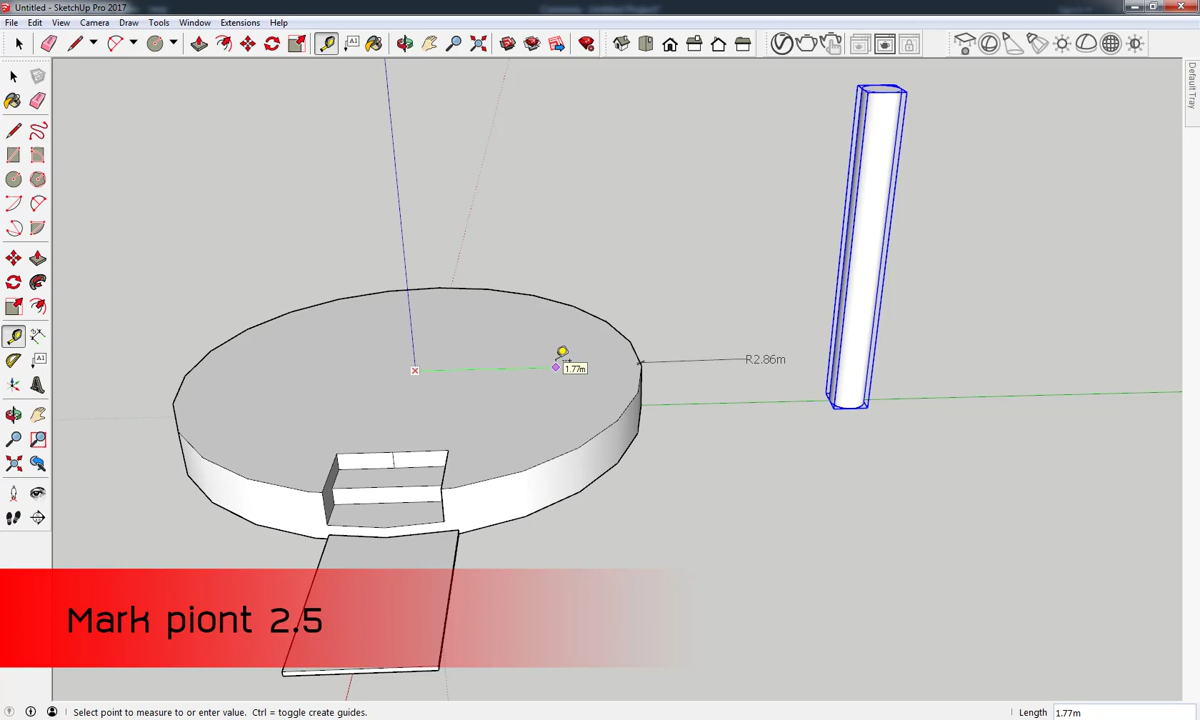 Untitled - SketchUp Pro 2017
File Edit View Camera Draw Tools Window Extensions Help
Default Tray
R2.86m
1.77m
Mark piont 2.5
Select point to measure to or enter value. Ctrl = toggle create guides.
Length 1.77m